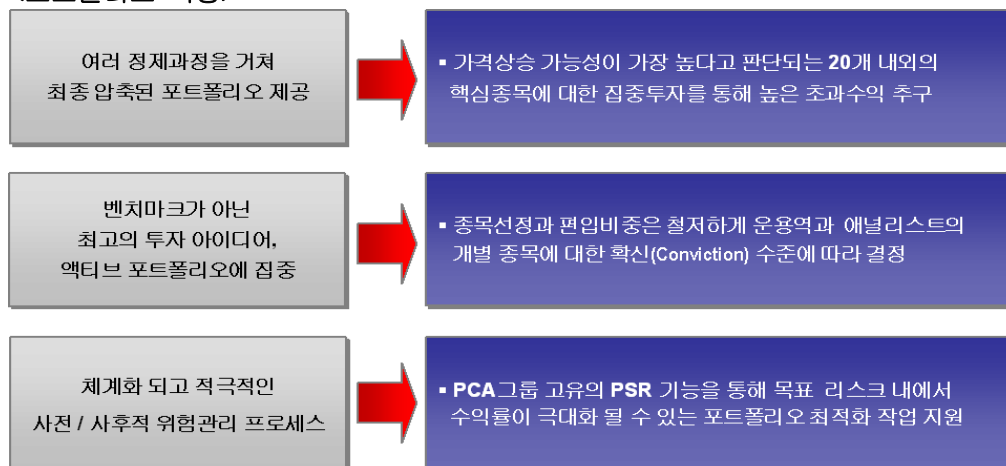 여러 정제과정을 거쳐
최종 압축된 포트폴리오 제공
▪ 가격상승 가능성이 가장 높다고 판단되는 20개 내외의
핵심종목에 대한 집중투자를 통해 높은 초과수익 추구
벤치마크가 아닌
최고의 투자 아이디어,
액티브 포트폴리오에 집중
▪ 종목선정과 편입비중은 철저하게 운용역과 애널리스트의
개별 종목에 대한 확신(Conviction) 수준에 따라 결정
체계화 되고 적극적인
사전 / 사후적 위험관리 프로세스
▪ PCA그룹 고유의 PSR 기능을 통해 목표 리스크 내에서
수익률이 극대화 될 수 있는 포트폴리오 최적화 작업 지원